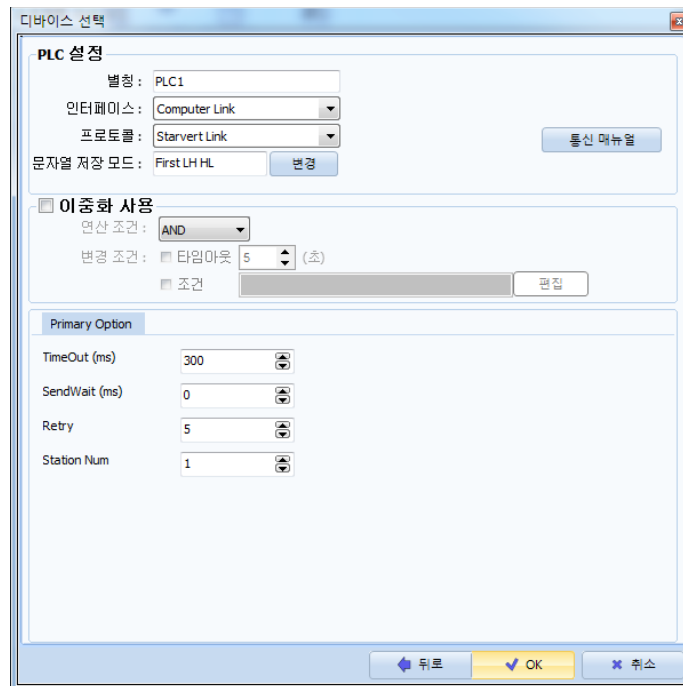 디바이스 선택
PLC 설정
별칭 : PLC1
인터페이스 : Computer Link
프로토콜 : Starvert Link
통신 매뉴얼
문자열 저장 모드 : First LH HL 변경
이중화 사용
연산 조건 : AND
변경 조건 : 타임아웃 5 (초)
조건 편집
Primary Option
TimeOut (ms) 300
SendWait (ms) 0
Retry 5
Station Num 1
뒤로 OK 취소